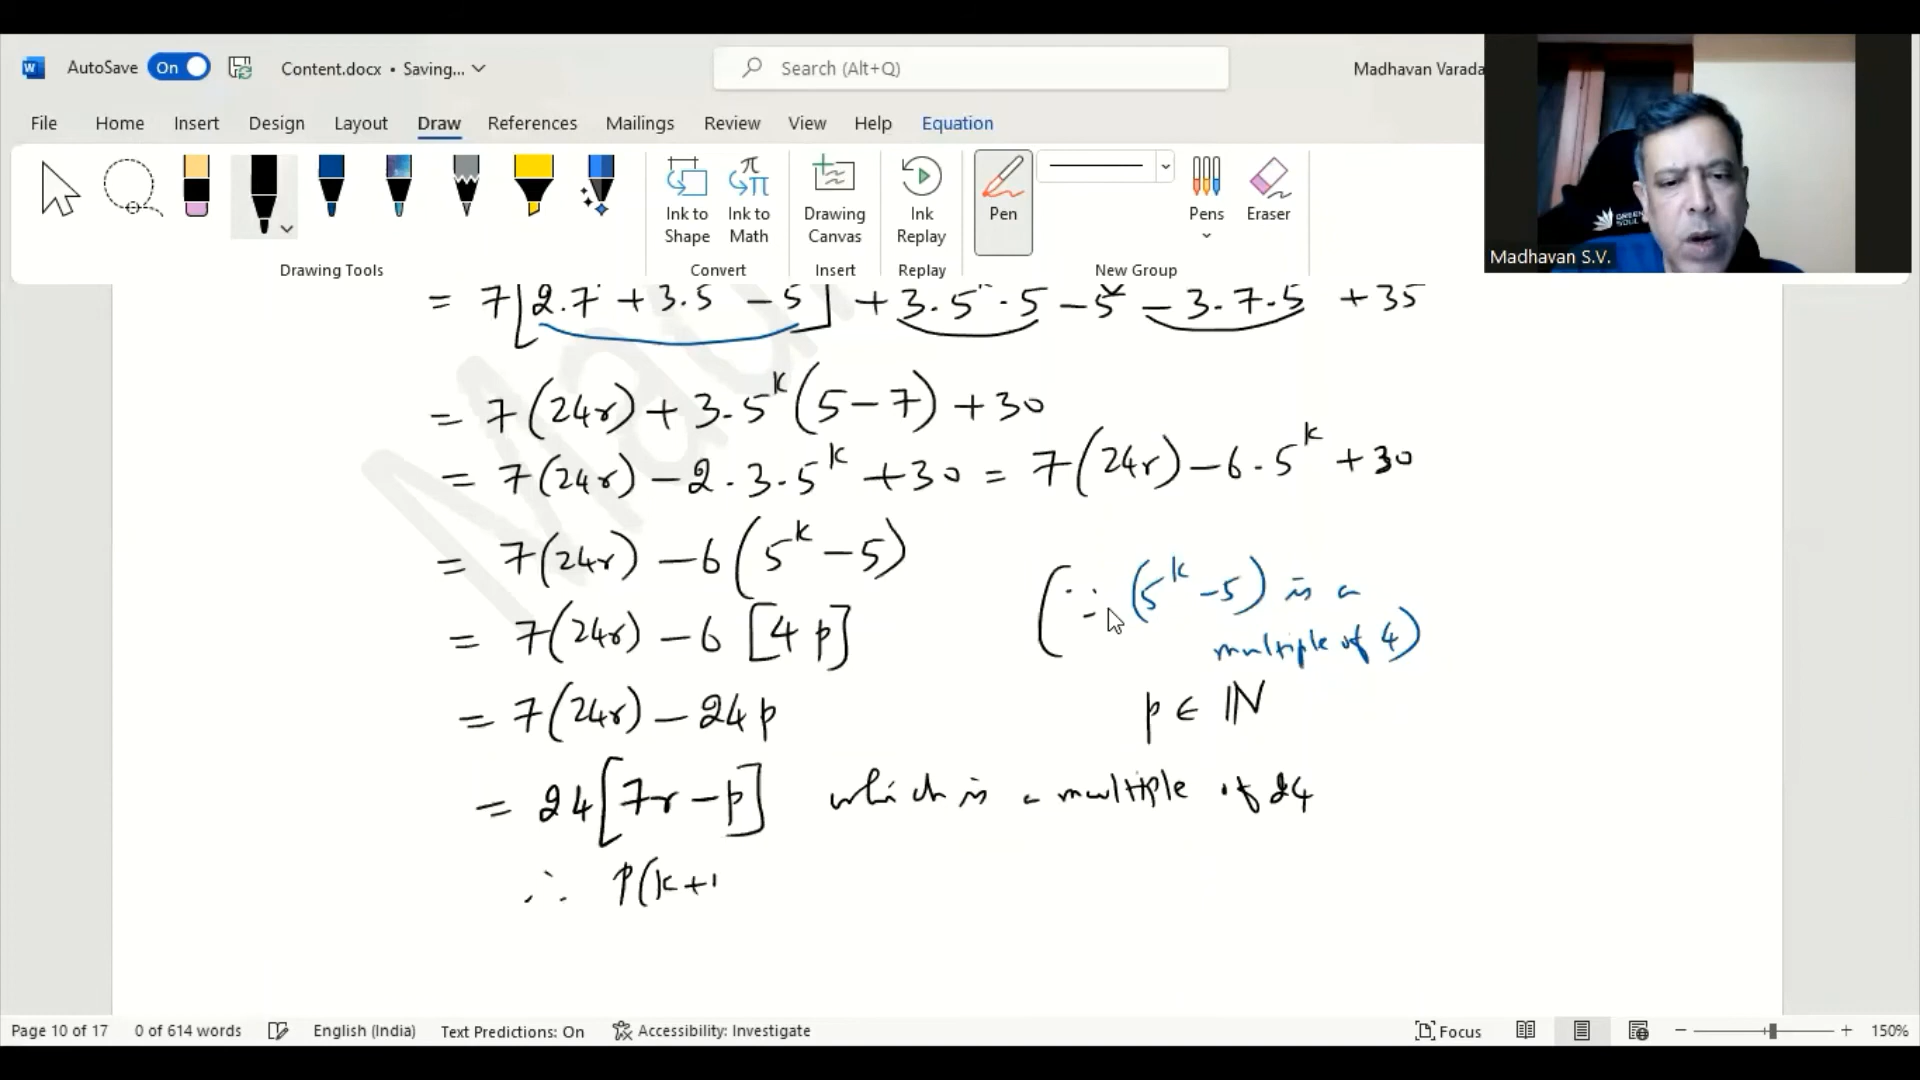 AutoSave On Content.docx • Saving... Search (Alt+Q) Madhavan Varada
File Home Insert Design Layout Draw References Mailings Review View Help Equation
Ink to Shape
Ink to Math
Drawing Canvas
Ink Replay
Pen
Pens
Eraser
Drawing Tools Convert Insert Replay New Group
GREEN SOUL
Madhavan S.V.
= 7[2.7 + 3.5 - 5] + 3.5^k . 5 - 5 - 3.7.5 + 35
= 7(24r) + 3.5^k (5-7) + 30
= 7(24r) - 2.3.5^k + 30 = 7(24r) - 6.5^k + 30
= 7(24r) - 6(5^k - 5)
(∵ (5^k - 5) is a
multiple of 4)
= 7(24r) - 6[4p]
p ∈ ℕ
= 7(24r) - 24p
= 24[7r - p] which is a multiple of 24
∴ P(k+1
Page 10 of 17 0 of 614 words English (India) Text Predictions: On Accessibility: Investigate Focus 150%